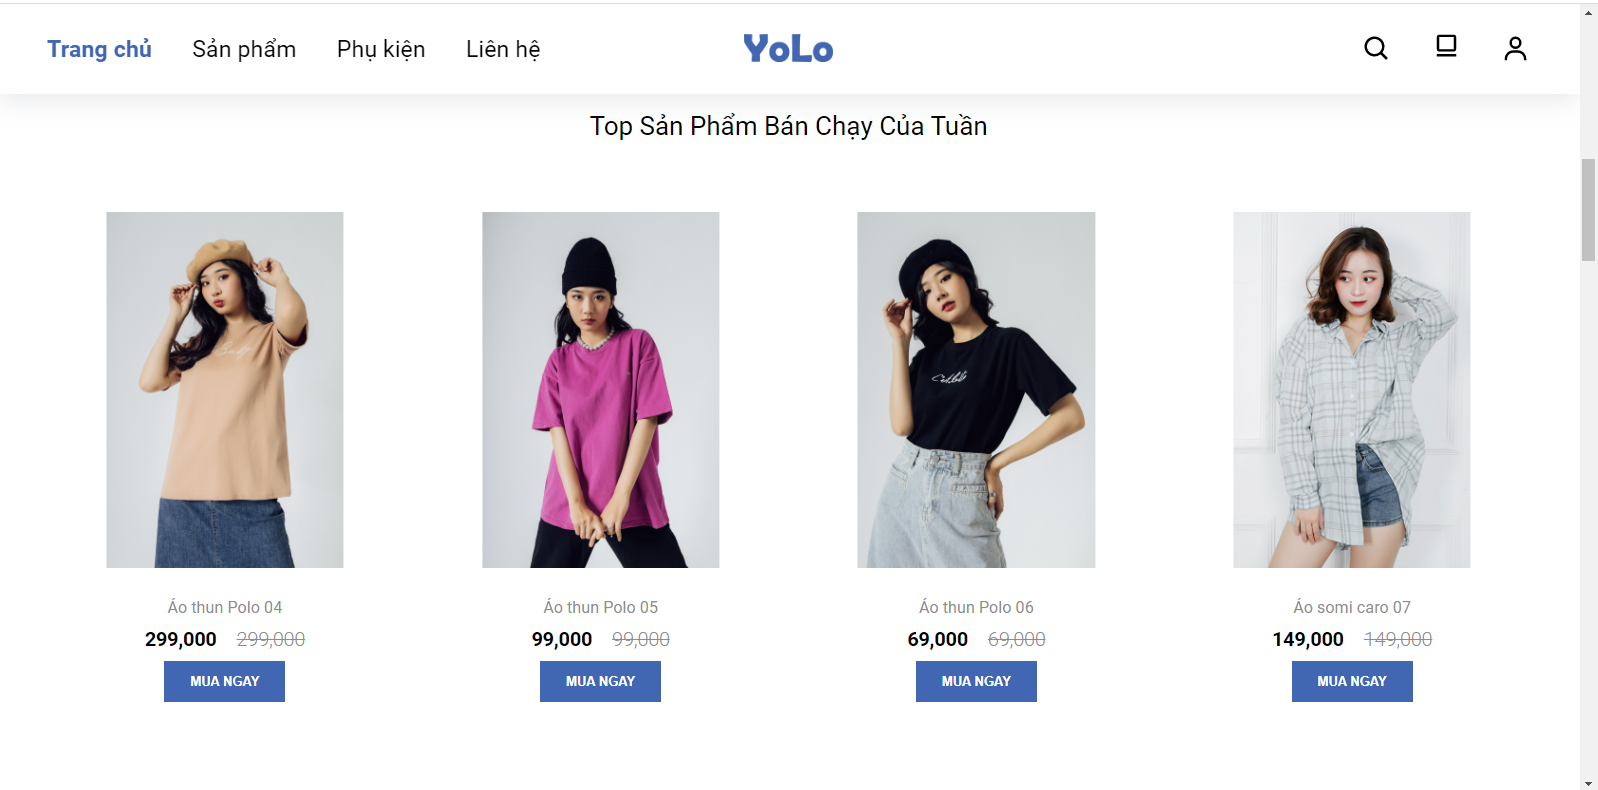 Trang chủ Sản phẩm Phụ kiện Liên hệ YoLo
Top Sản Phẩm Bán Chạy Của Tuần
Áo thun Polo 04
299,000 299,000
MUA NGAY
Áo thun Polo 05
99,000 99,000
MUA NGAY
Áo thun Polo 06
69,000 69,000
MUA NGAY
Áo somi caro 07
149,000 149,000
MUA NGAY